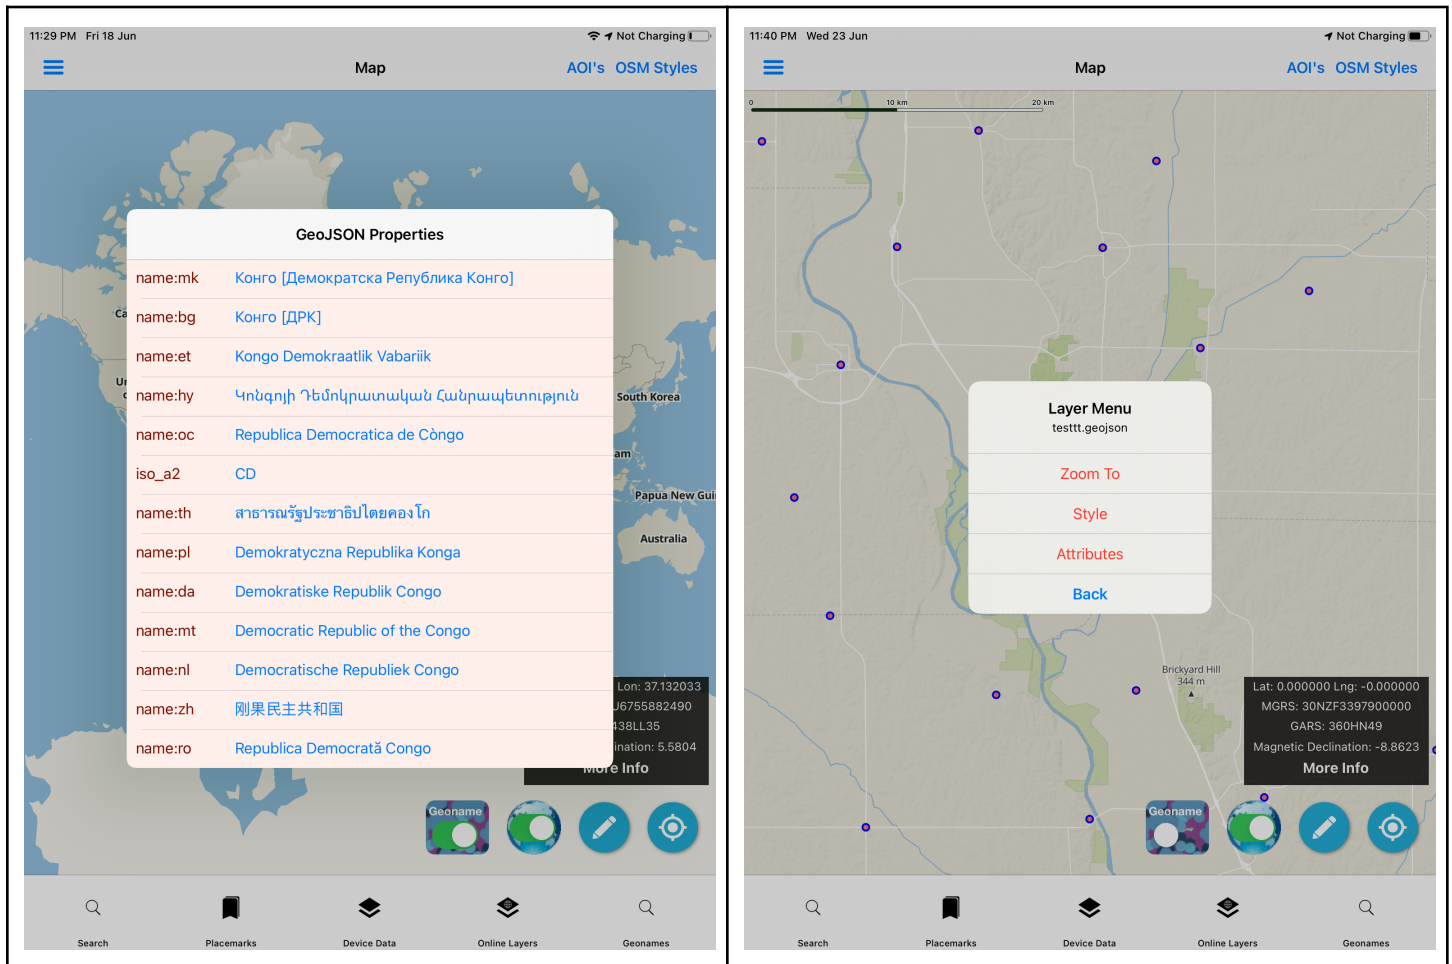 11:29 PM Fri 18 Jun
Not Charging
Map
AOI's OSM Styles
GeoJSON Properties
name:mk Конго [Демократска Република Конго]
name:bg Конго [ДРК]
name:et Kongo Demokraatlik Vabariik
name:hy Կոնգոյի Դեմոկրատական Հանրապետություն
name:oc Republica Democratica de Còngo
iso_a2 CD
name:th สาธารณรัฐประชาธิปไตยคองโก
name:pl Demokratyczna Republika Konga
name:da Demokratiske Republik Congo
name:mt Democratic Republic of the Congo
name:nl Democratische Republiek Congo
name:zh 刚果民主共和国
name:ro Republica Democrată Congo
South Korea
Papua New Gui
Australia
Lon: 37.132033
J6755882490
438LL35
ination: 5.5804
More Info
Geoname
Search
Placemarks
Device Data
Online Layers
Geonames
11:40 PM Wed 23 Jun
Not Charging
Map
AOI's OSM Styles
0 10 km 20 km
Layer Menu
testtt.geojson
Zoom To
Style
Attributes
Back
Brickyard Hill
344 m
Lat: 0.000000 Lng: -0.000000
MGRS: 30NZF3397900000
GARS: 360HN49
Magnetic Declination: -8.8623
More Info
Geoname
Search
Placemarks
Device Data
Online Layers
Geonames